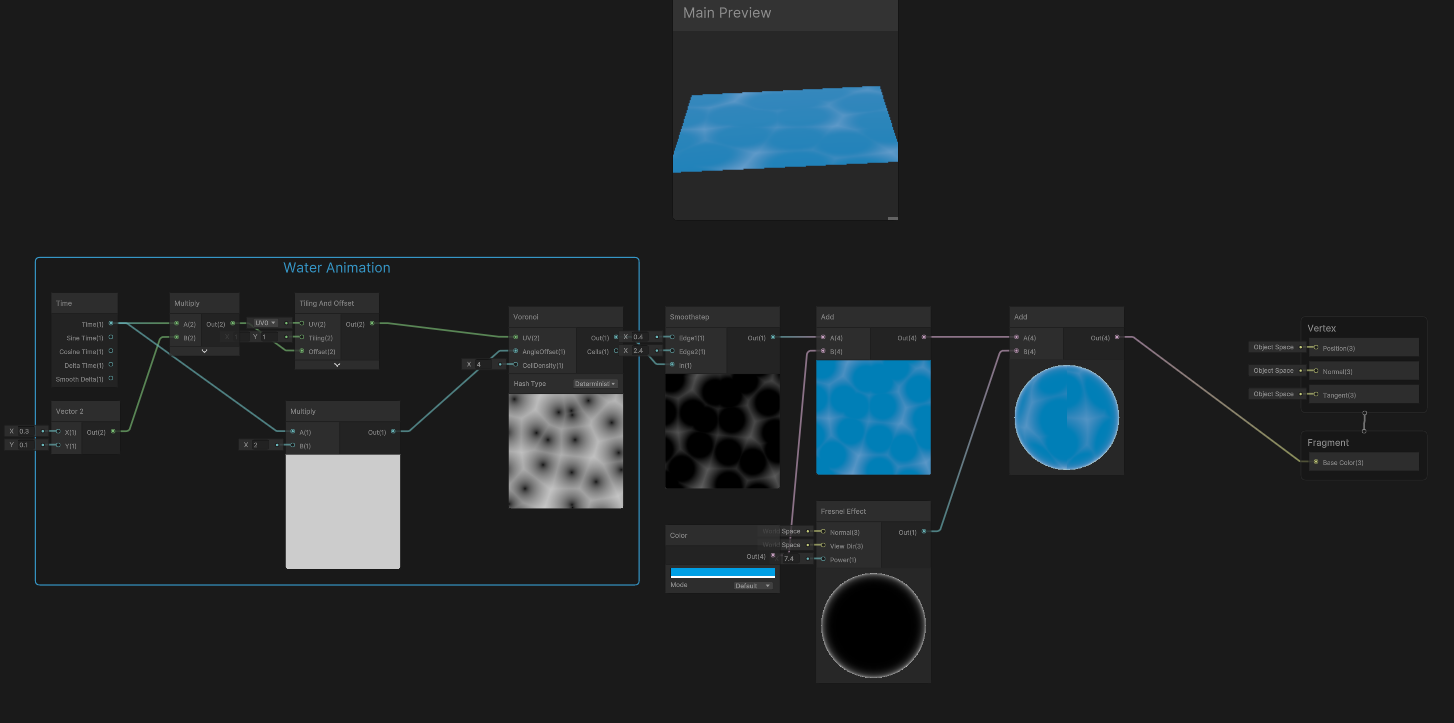 Main Preview
Water Animation
Time
Time(1)
Sine Time(1)
Cosine Time(1)
Delta Time(1)
Smooth Delta(1)
Multiply
A(2)
Out(2)
B(2)
Tiling And Offset
UV0
UV(2)
Out(2)
X 1
Y 1
Tiling(2)
Offset(2)
Vector 2
X 0.3
X(1)
Out(2)
Y 0.1
Y(1)
Multiply
A(1)
Out(1)
X 2
B(1)
Voronoi
UV(2)
Out(1)
AngleOffset(1)
Cells(1)
X 4
CellDensity(1)
Hash Type
Determinist
Smoothstep
X 0.4
Edge1(1)
Out(1)
X 2.4
Edge2(1)
In(1)
Color
Out(4)
Mode
Default
Add
A(4)
Out(4)
B(4)
Fresnel Effect
World Space
Normal(3)
Out(1)
World Space
View Dir(3)
7.4
Power(1)
Add
A(4)
Out(4)
B(4)
Vertex
Object Space
Position(3)
Object Space
Normal(3)
Object Space
Tangent(3)
Fragment
Base Color(3)